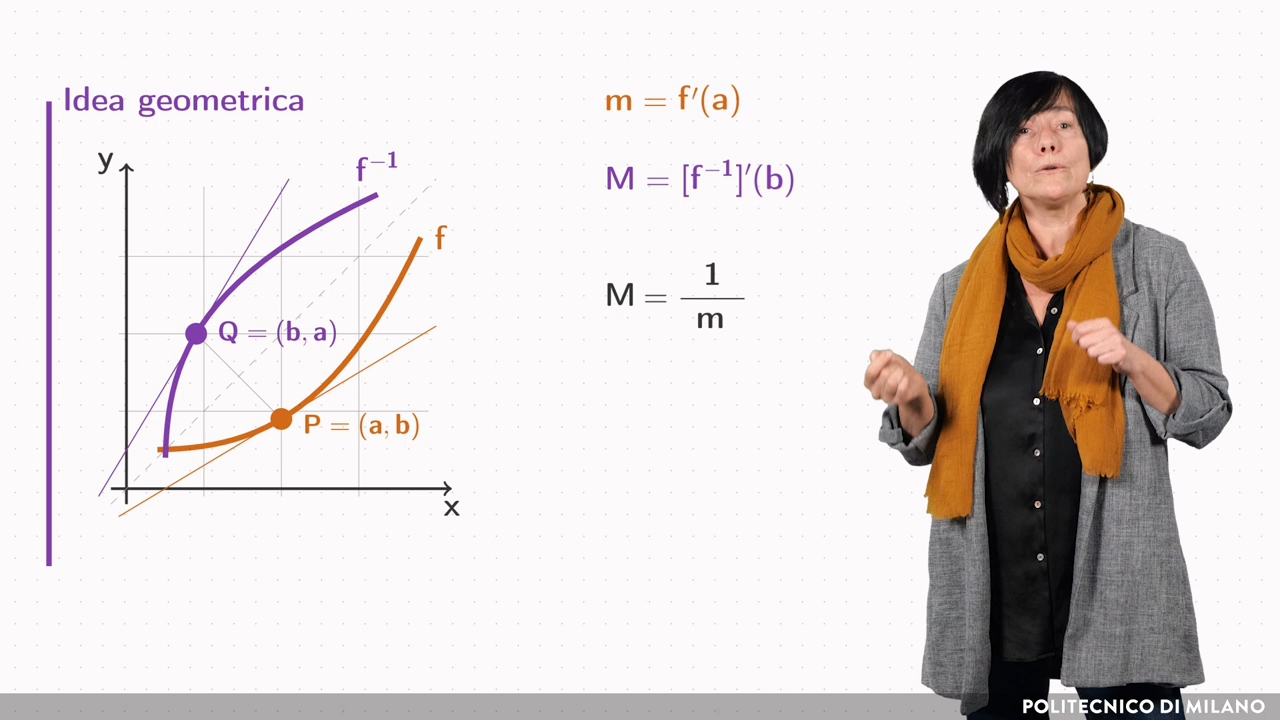 Idea geometrica
y
f⁻¹
f
Q = (b, a)
P = (a, b)
x
m = f′(a)
M = [f⁻¹]′(b)
M = 1/m
POLITECNICO DI MILANO